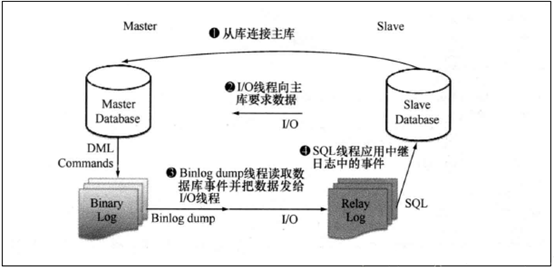 Master
Slave
❶ 从库连接主库
Master
Database
❷ I/O线程向主
库要求数据
I/O
Slave
Database
DML
Commands
❸ Binlog dump线程读取数
据库事件并把数据发给
I/O线程
❹ SQL线程应用中继
日志中的事件
Binary
Log
Binlog dump
I/O
Relay
Log
SQL